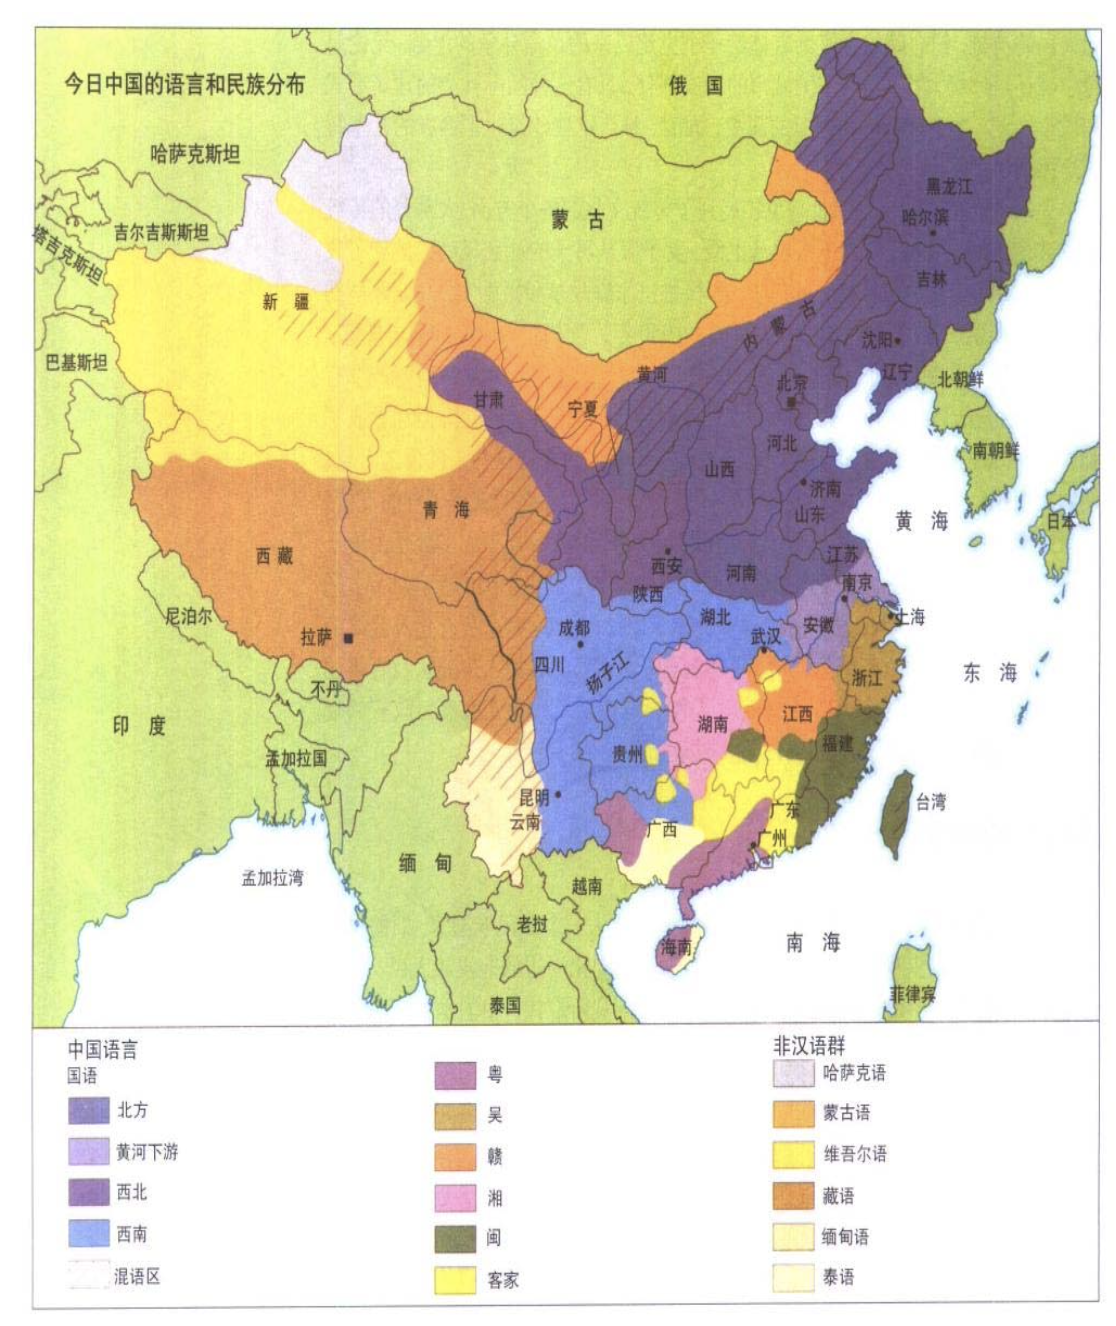 今日中国的语言和民族分布
俄国
哈萨克斯坦
黑龙江
哈尔滨
蒙古
吉尔吉斯斯坦
塔吉克斯坦
吉林
新疆
内蒙古
沈阳
辽宁
巴基斯坦
黄河
北京
北朝鲜
甘肃
宁夏
河北
南朝鲜
山西
济南
青海
山东
黄海
日本
西藏
西安
河南
江苏
南京
陕西
尼泊尔
湖北
上海
安徽
成都
拉萨
武汉
四川
扬子江
东海
浙江
不丹
印度
湖南
江西
福建
孟加拉国
贵州
昆明
台湾
云南
广西
广东
广州
缅甸
孟加拉湾
越南
老挝
海南
南海
菲律宾
泰国
中国语言
国语
北方
黄河下游
西北
西南
混语区
粤
吴
赣
湘
闽
客家
非汉语群
哈萨克语
蒙古语
维吾尔语
藏语
缅甸语
泰语